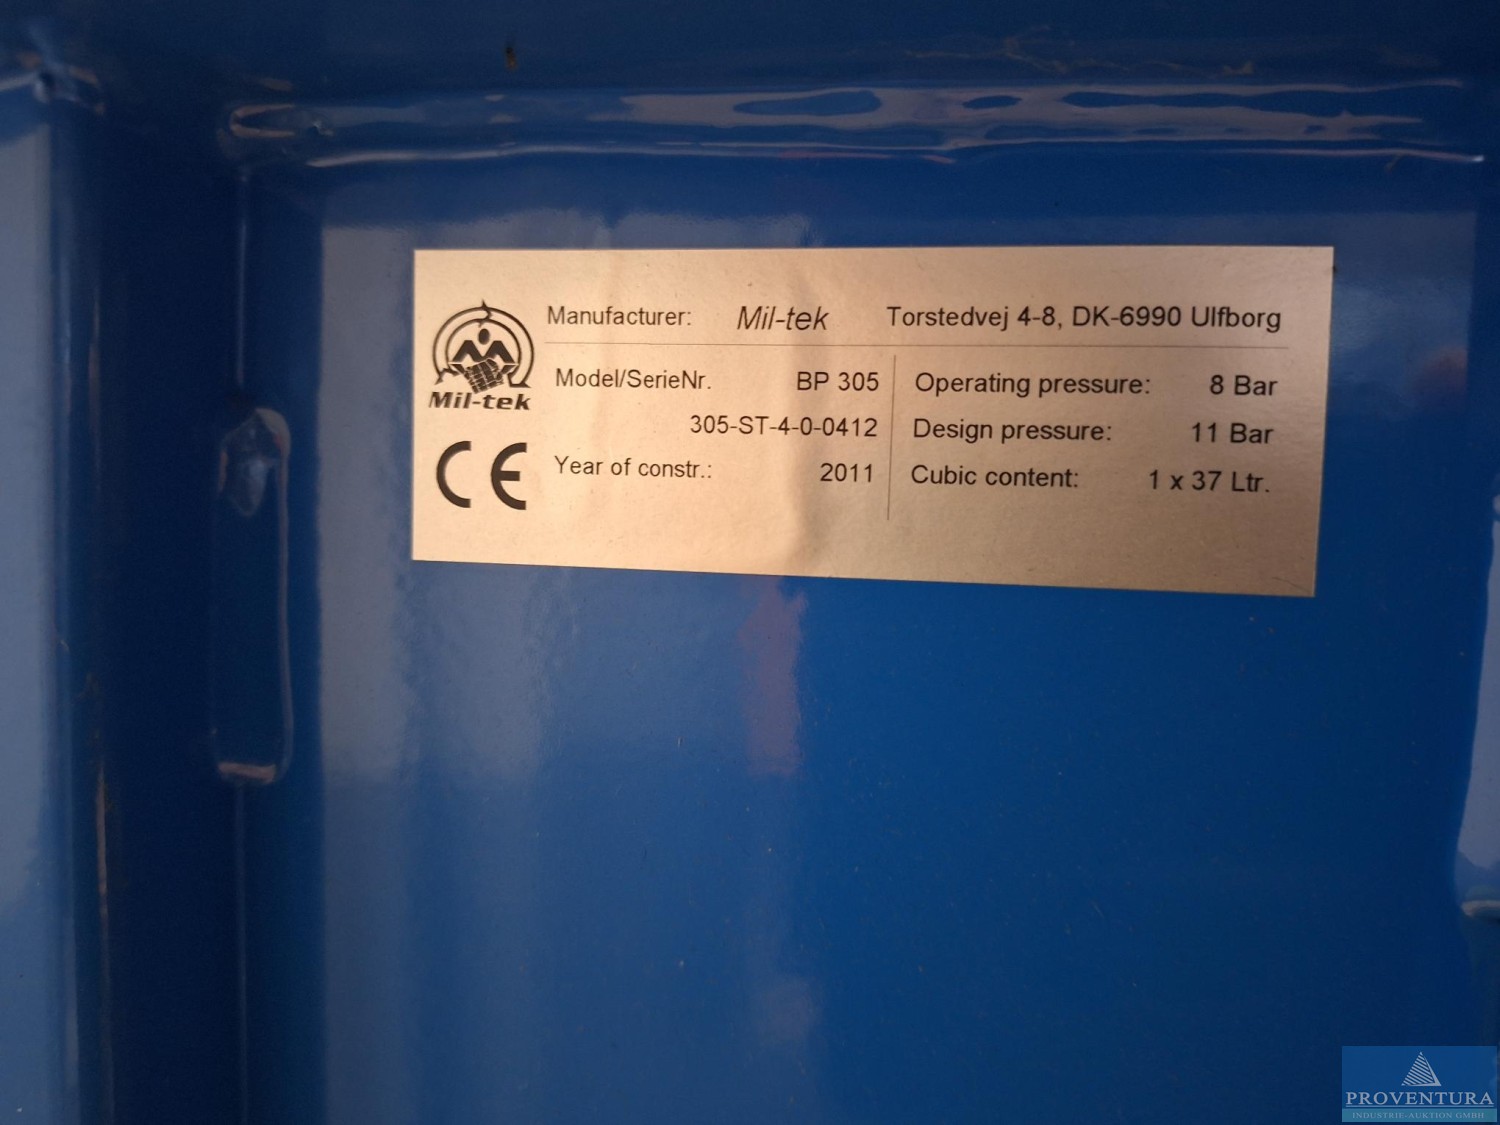 Manufacturer: Mil-tek Torstedvej 4-8, DK-6990 Ulfborg
Mil-tek
Model/SerieNr. BP 305
305-ST-4-0-0412
Year of constr.: 2011
Operating pressure: 8 Bar
Design pressure: 11 Bar
Cubic content: 1 x 37 Ltr.
CE
PROVENTURA
INDUSTRIE-AUKTION GMBH